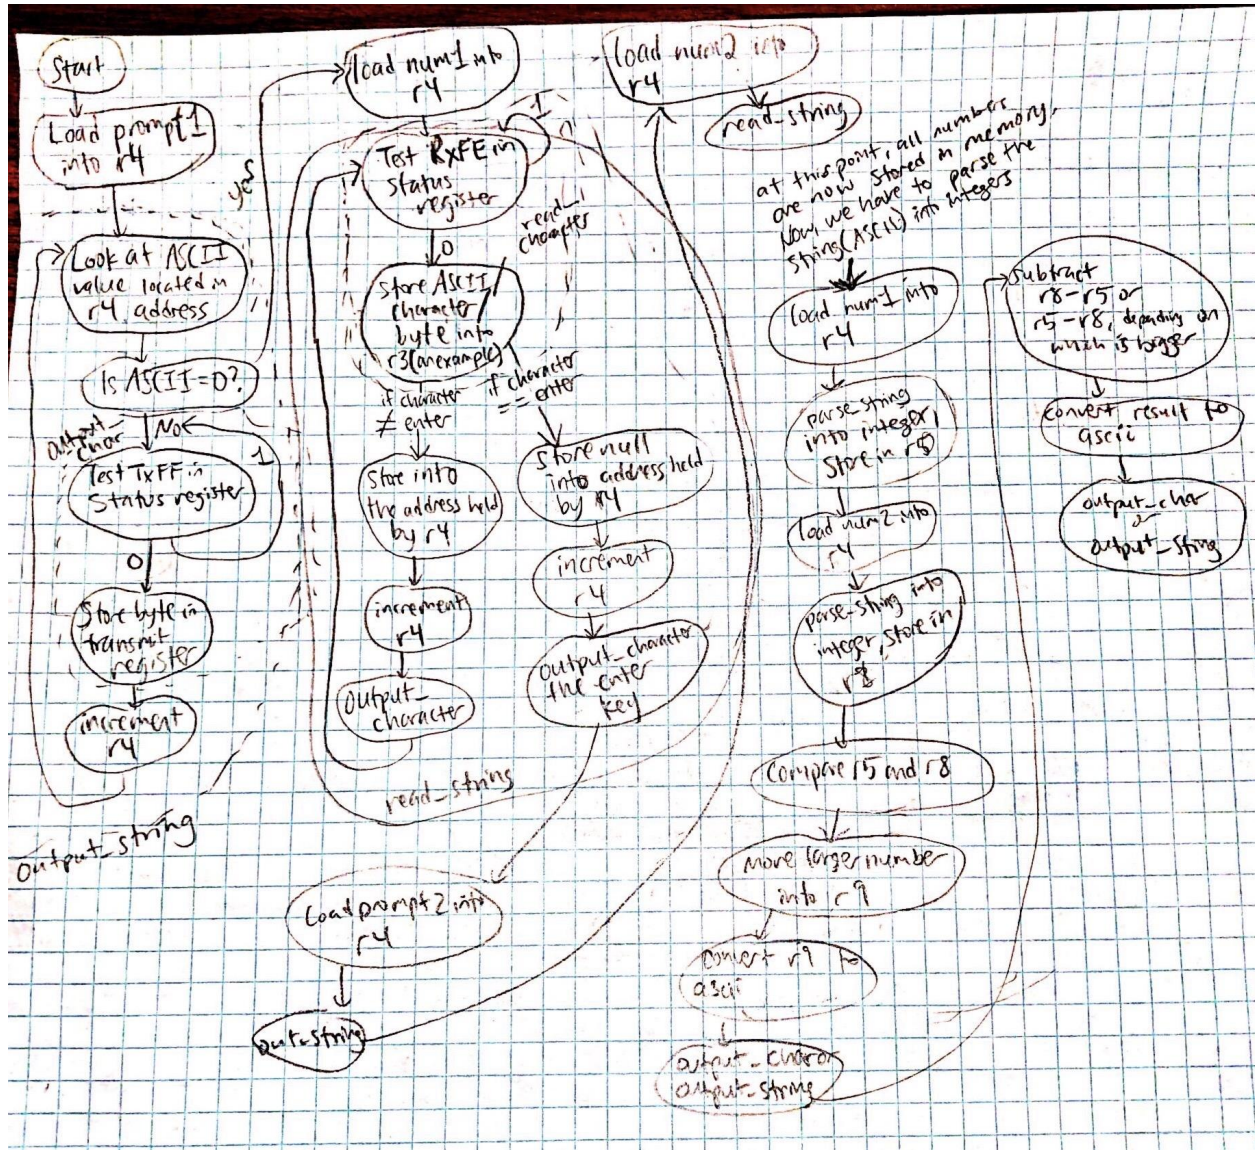 Start
Load prompt1
into r4
Look at ASCII
value located in
r4 address
Is ASCII = 0?
yes
output_
char
No
Test TxFF in
Status register
1
0
Store byte in
transmit
register
increment
r4
output_string
load num1 into
r4
Test RxFE in
Status
register
1
0
read_
character
Store ASCII
character
byte into
r3 (an example)
if character
≠ enter
if character
== enter
Store into
the address held
by r4
increment
r4
output_
character
Store null
into address held
by r4
increment
r4
output_character
the enter
key
read_string
Load prompt2 into
r4
out_string
load num2 into
r4
read_string
at this point, all numbers
are now stored in memory.
Now, we have to parse the
String(ASCII) into integers
load num1 into
r4
parse_string
into integer,
Store in r5
load num2 into
r4
parse_string into
integer, store in
r8
Compare r5 and r8
Move larger number
into r9
convert r9 to
ascii
output_char or
output_string
Subtract
r8-r5 or
r5-r8, depending on
which is bigger
convert result to
ascii
output_char
or
output_sting